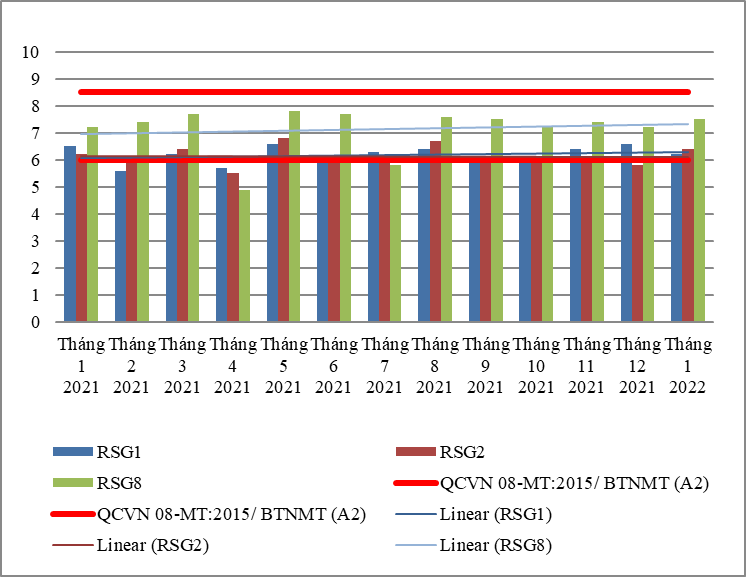 10
9
8
7
6
5
4
3
2
1
0
Tháng Tháng Tháng Tháng Tháng Tháng Tháng Tháng Tháng Tháng Tháng Tháng Tháng
1 2 3 4 5 6 7 8 9 10 11 12 1
2021 2021 2021 2021 2021 2021 2021 2021 2021 2021 2021 2021 2022
RSG1 RSG2
RSG8 QCVN 08-MT:2015/ BTNMT (A2)
QCVN 08-MT:2015/ BTNMT (A2) Linear (RSG1)
Linear (RSG2) Linear (RSG8)